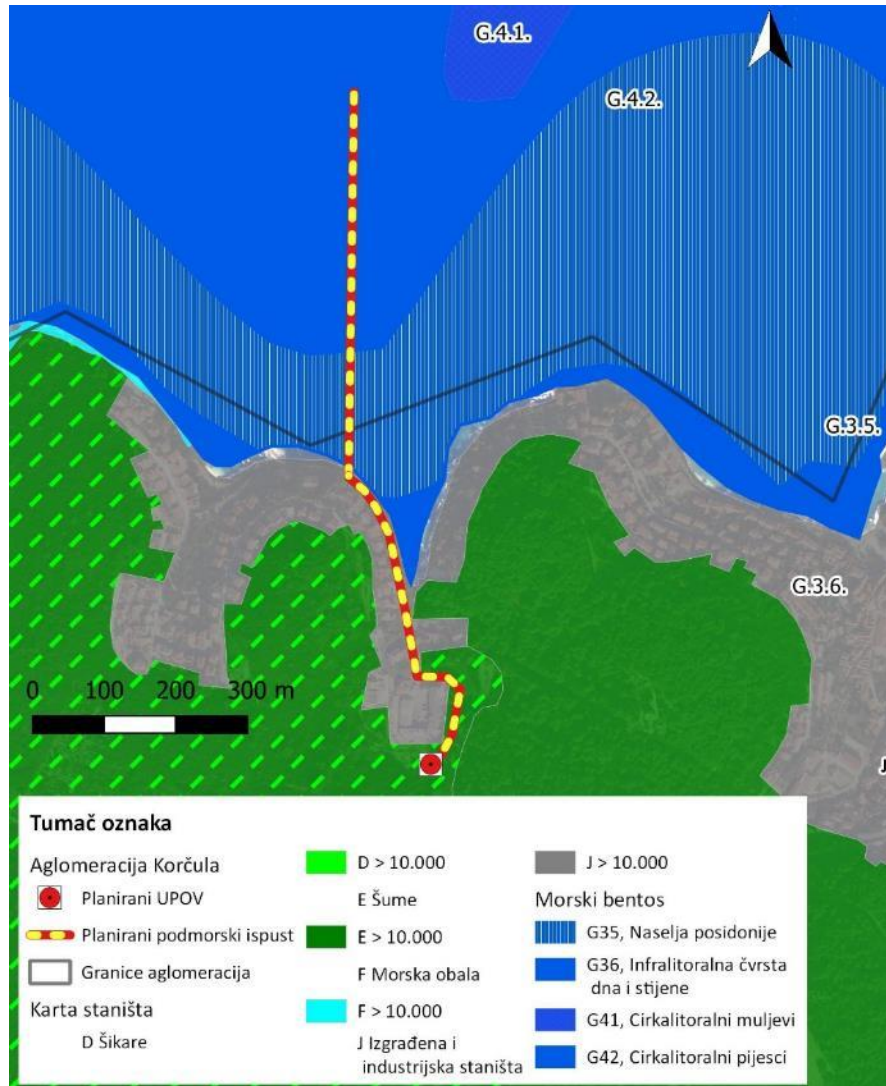 G.4.1.
G.4.2.
G.3.5.
G.3.6.
0 100 200 300 m
J
Tumač oznaka
Aglomeracija Korčula
Planirani UPOV
Planirani podmorski ispust
Granice aglomeracija
Karta staništa
D Šikare
D > 10.000
E Šume
E > 10.000
F Morska obala
F > 10.000
J Izgrađena i
industrijska staništa
J > 10.000
Morski bentos
G35, Naselja posidonije
G36, Infralitoralna čvrsta
dna i stijene
G41, Cirkalitoralni muljevi
G42, Cirkalitoralni pijesci